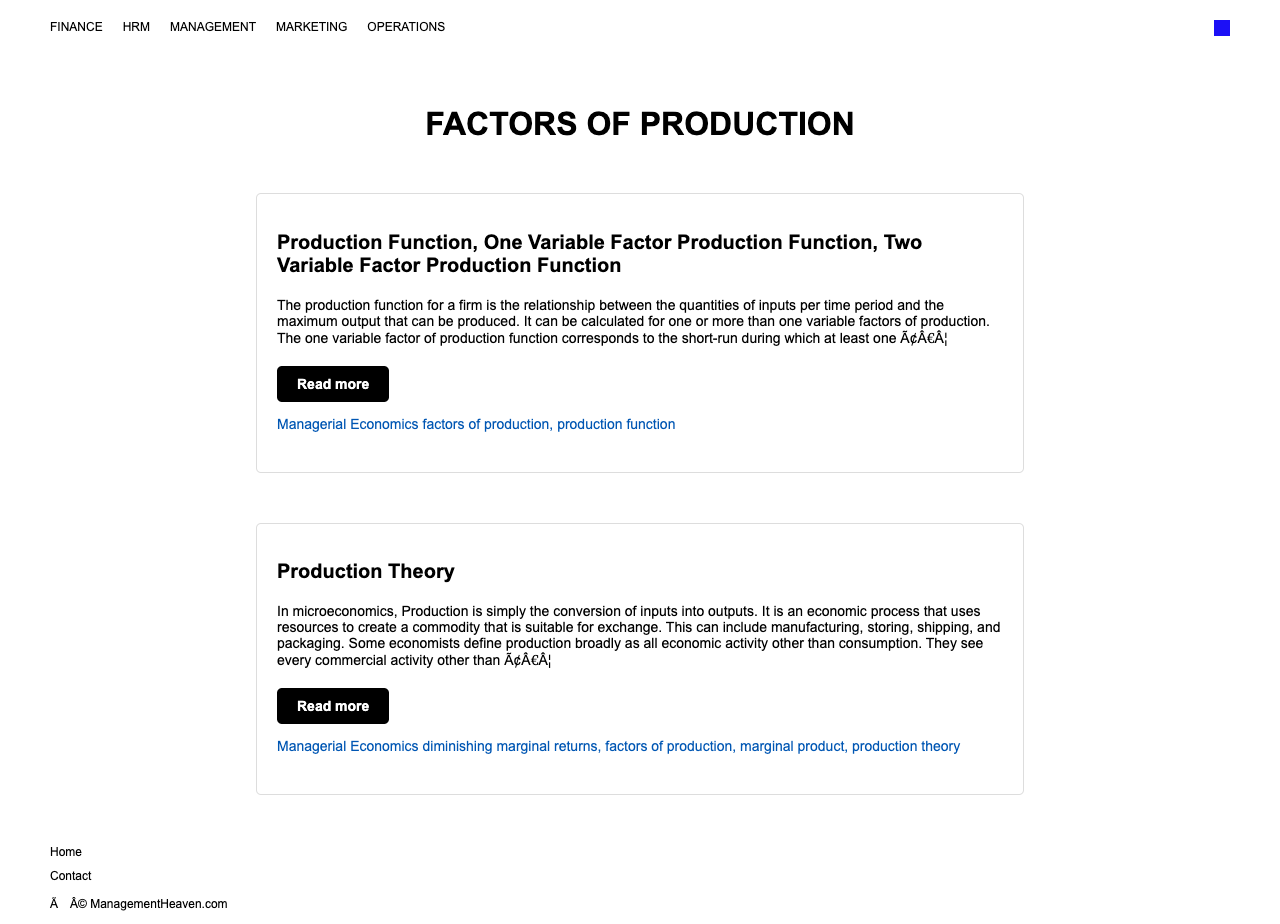 FINANCE HRM MANAGEMENT MARKETING OPERATIONS
FACTORS OF PRODUCTION
Production Function, One Variable Factor Production Function, Two
Variable Factor Production Function
The production function for a firm is the relationship between the quantities of inputs per time period and the
maximum output that can be produced. It can be calculated for one or more than one variable factors of production.
The one variable factor of production function corresponds to the short-run during which at least one Ã¢Â€Â¦
Read more
Managerial Economics factors of production, production function
Production Theory
In microeconomics, Production is simply the conversion of inputs into outputs. It is an economic process that uses
resources to create a commodity that is suitable for exchange. This can include manufacturing, storing, shipping, and
packaging. Some economists define production broadly as all economic activity other than consumption. They see
every commercial activity other than Ã¢Â€Â¦
Read more
Managerial Economics diminishing marginal returns, factors of production, marginal product, production theory
Home
Contact
Ã Â© ManagementHeaven.com